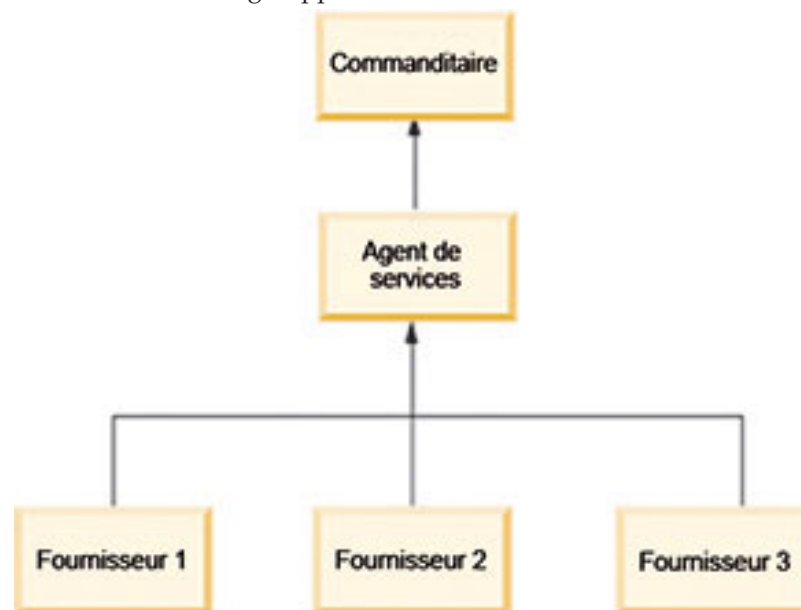 Commanditaire
Agent de
services
Fournisseur 1
Fournisseur 2
Fournisseur 3